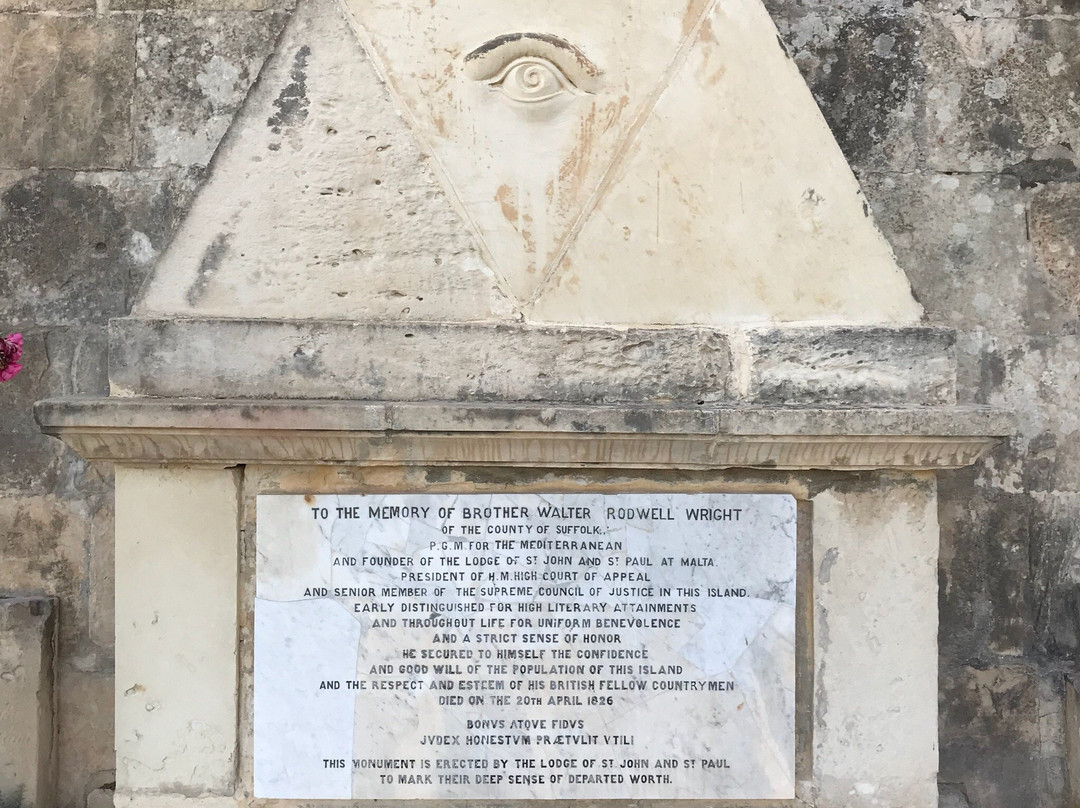 TO THE MEMORY OF BROTHER WALTER RODWELL WRIGHT
OF THE COUNTY OF SUFFOLK.
P.G.M. FOR THE MEDITERRANEAN
AND FOUNDER OF THE LODGE OF ST JOHN AND ST PAUL AT MALTA.
PRESIDENT OF H.M. HIGH COURT OF APPEAL
AND SENIOR MEMBER OF THE SUPREME COUNCIL OF JUSTICE IN THIS ISLAND.
EARLY DISTINGUISHED FOR HIGH LITERARY ATTAINMENTS
AND THROUGHOUT LIFE FOR UNIFORM BENEVOLENCE
AND A STRICT SENSE OF HONOR
HE SECURED TO HIMSELF THE CONFIDENCE
AND GOOD WILL OF THE POPULATION OF THIS ISLAND
AND THE RESPECT AND ESTEEM OF HIS BRITISH FELLOW COUNTRYMEN
DIED ON THE 20TH APRIL 1826
BONVS ATQVE FIDVS
JVDEX HONESTVM PRÆTVLIT VTILI
THIS MONUMENT IS ERECTED BY THE LODGE OF ST JOHN AND ST PAUL
TO MARK THEIR DEEP SENSE OF DEPARTED WORTH.